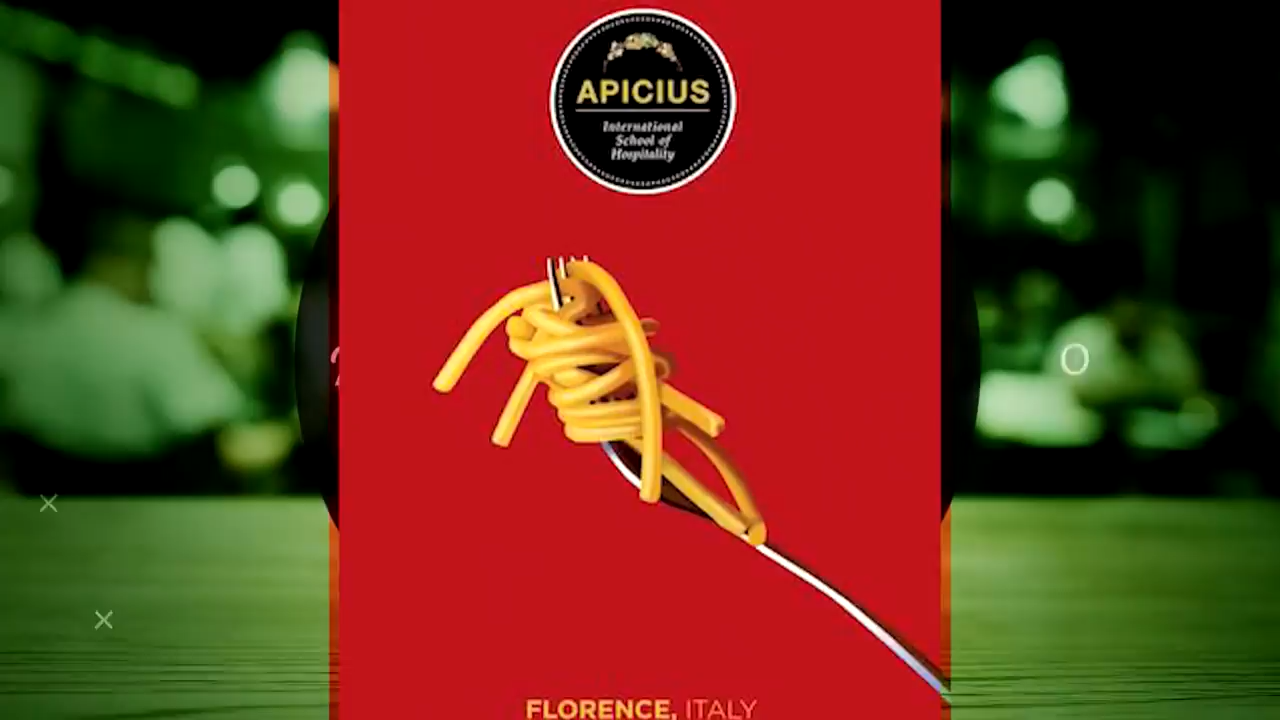 APICIUS
International
School of
Hospitality
FLORENCE, ITALY